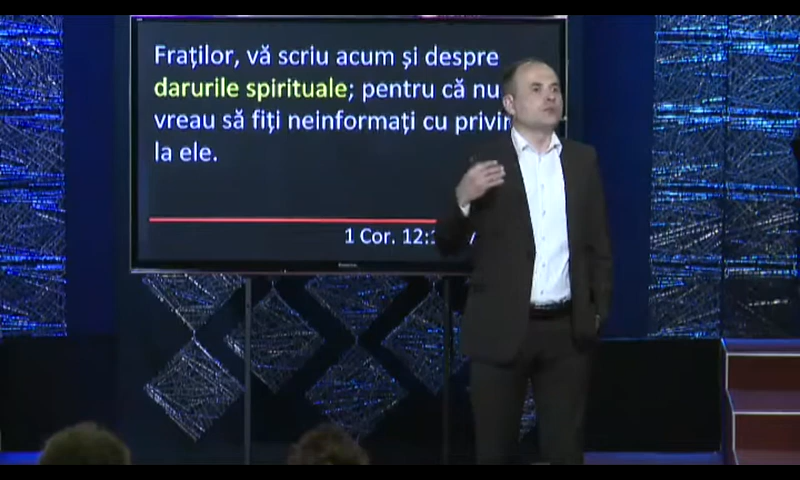 Fraților, vă scriu acum și despre
darurile spirituale; pentru că nu
vreau să fiți neinformați cu
la ele.
1 Cor. 12: